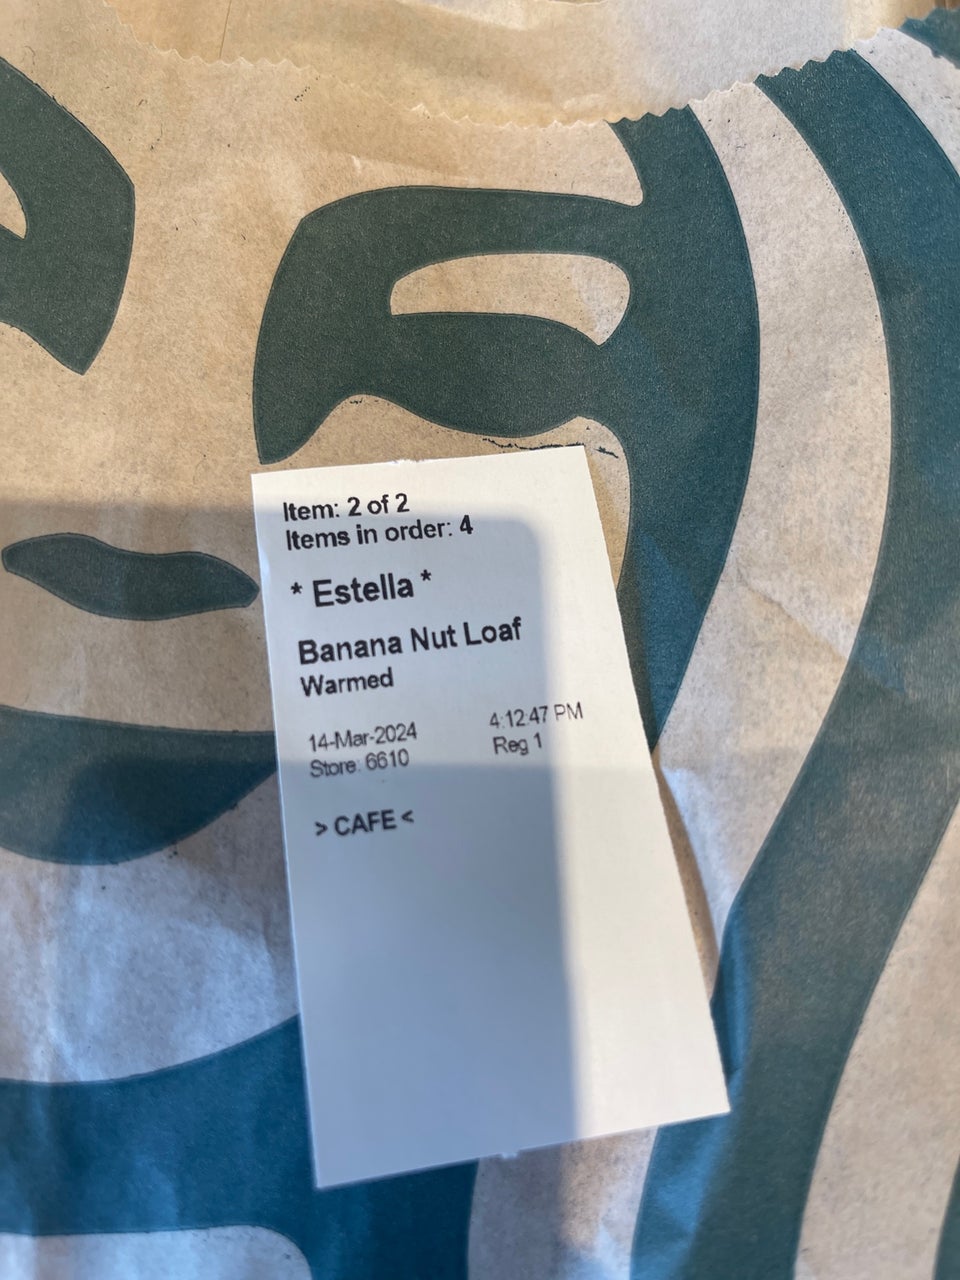 Item: 2 of 2
Items in order: 4
* Estella *
Banana Nut Loaf
Warmed
14-Mar-2024 4:12:47 PM
Store: 6610 Reg 1
> CAFE <